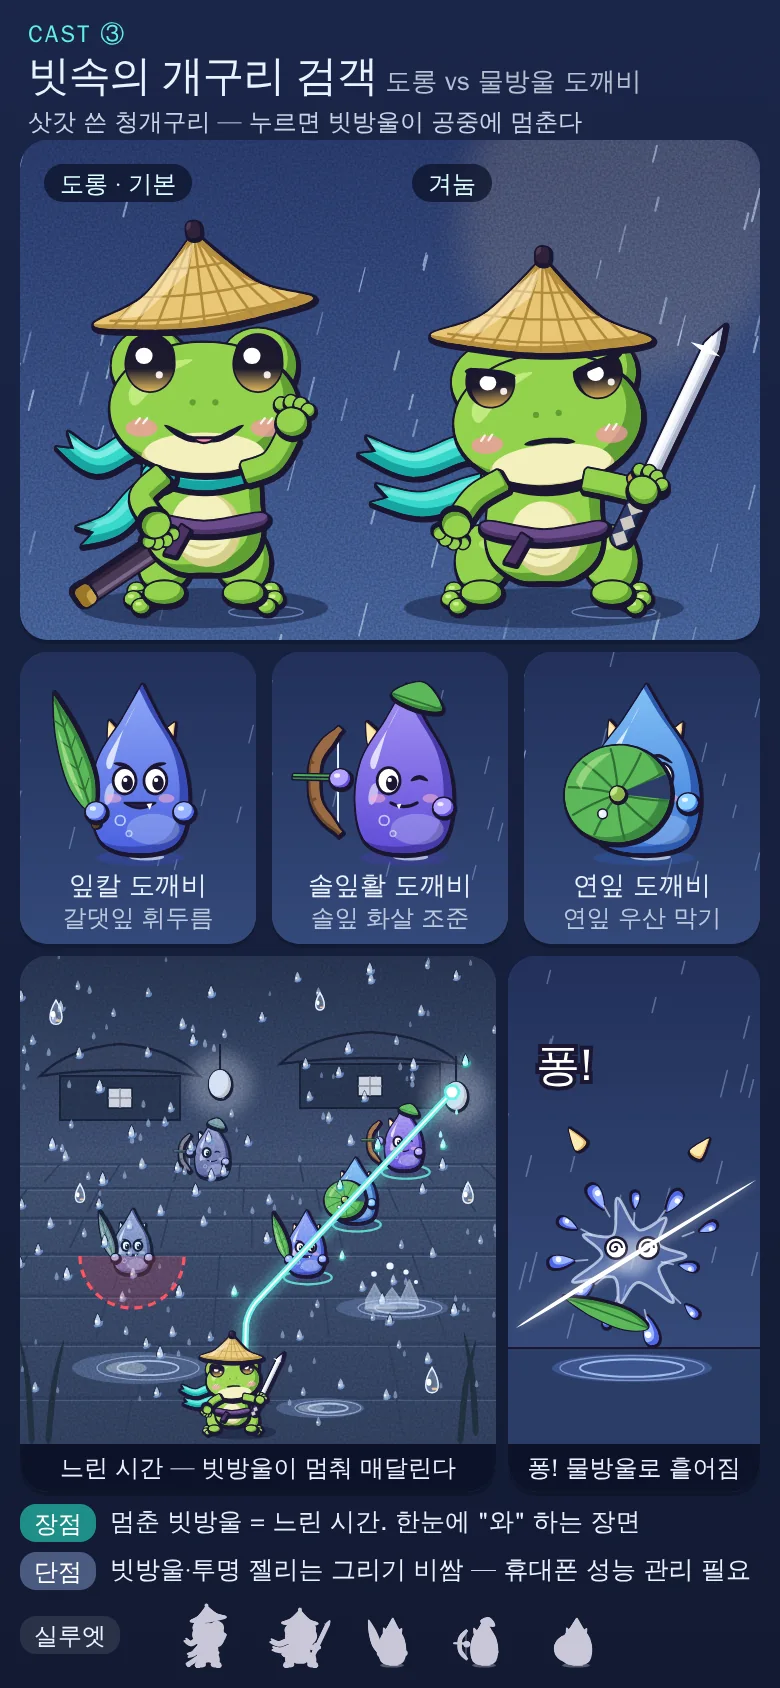 CAST ③
빗속의 개구리 검객 도롱 vs 물방울 도깨비
삿갓 쓴 청개구리 — 누르면 빗방울이 공중에 멈춘다
도롱 · 기본
겨눔
잎칼 도깨비
갈댓잎 휘두름
솔잎활 도깨비
솔잎 화살 조준
연잎 도깨비
연잎 우산 막기
퐁!
느린 시간 — 빗방울이 멈춰 매달린다
퐁! 물방울로 흩어짐
장점 멈춘 빗방울 = 느린 시간. 한눈에 "와" 하는 장면
단점 빗방울·투명 젤리는 그리기 비쌈 — 휴대폰 성능 관리 필요
실루엣